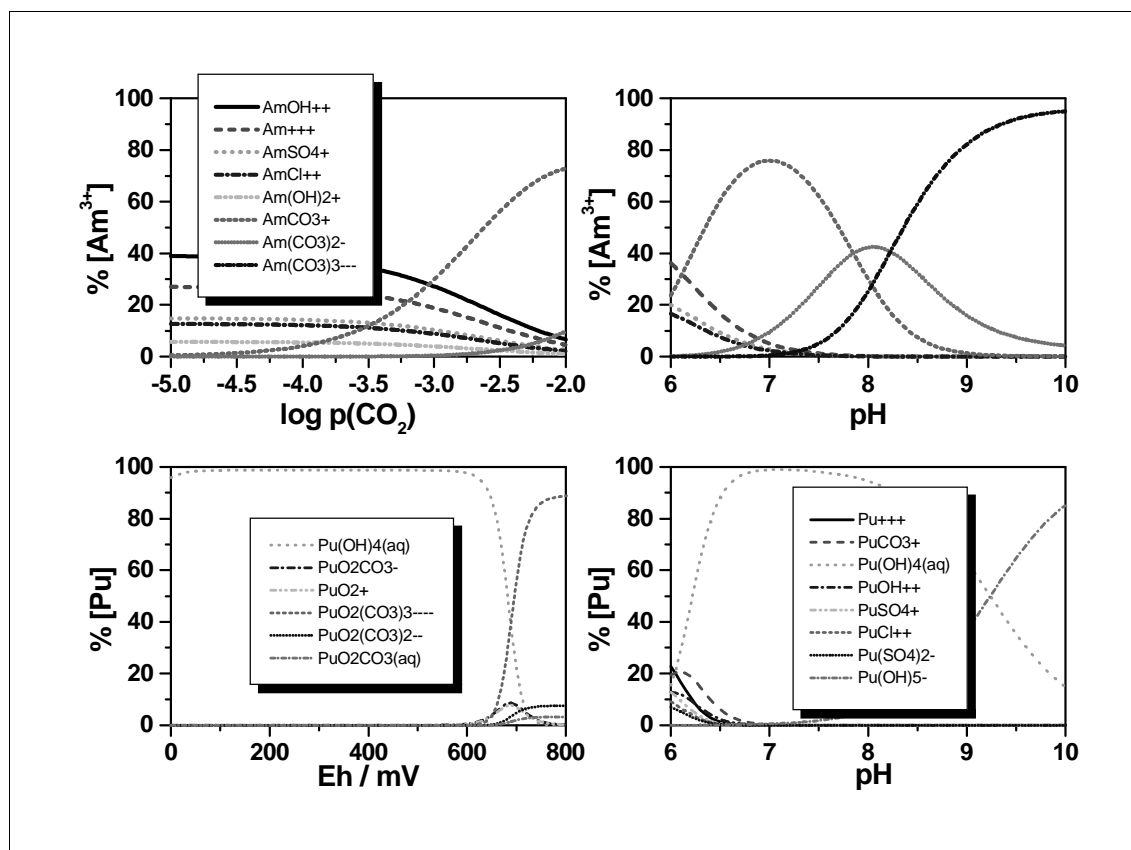 100
80
60
40
20
0
% [Am3+]
AmOH++
Am+++
AmSO4+
AmCl++
Am(OH)2+
AmCO3+
Am(CO3)2-
Am(CO3)3---
-5.0 -4.5 -4.0 -3.5 -3.0 -2.5 -2.0
log p(CO2)
100
80
60
40
20
0
% [Am3+]
6 7 8 9 10
pH
100
80
60
40
20
0
% [Pu]
Pu(OH)4(aq)
PuO2CO3-
PuO2+
PuO2(CO3)3----
PuO2(CO3)2--
PuO2CO3(aq)
0 200 400 600 800
Eh / mV
100
80
60
40
20
0
% [Pu]
Pu+++
PuCO3+
Pu(OH)4(aq)
PuOH++
PuSO4+
PuCl++
Pu(SO4)2-
Pu(OH)5-
6 7 8 9 10
pH